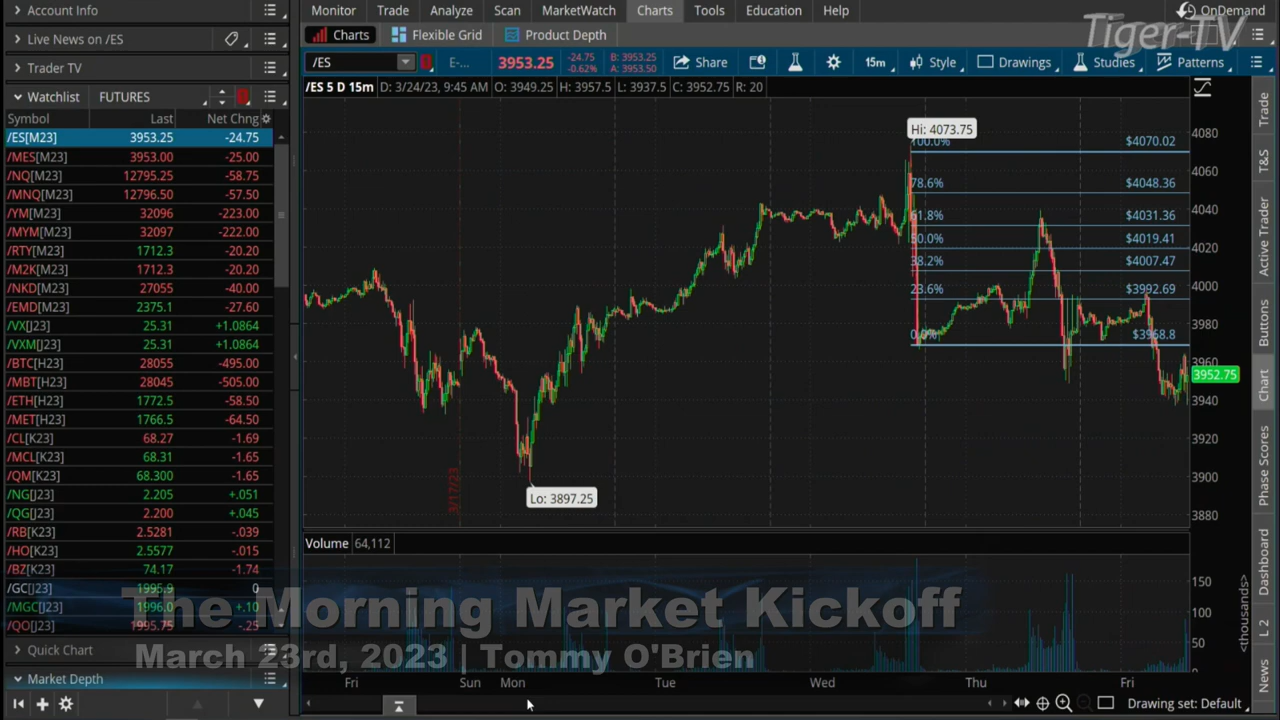 Account Info
Live News on /ES
Trader TV
Watchlist FUTURES
Symbol Last Net Chng
/ES[M23] 3953.25 -24.75
/MES[M23] 3953.00 -25.00
/NQ[M23] 12795.25 -58.75
/MNQ[M23] 12796.50 -57.50
/YM[M23] 32096 -223.00
/MYM[M23] 32097 -222.00
/RTY[M23] 1712.3 -20.20
/M2K[M23] 1712.3 -20.20
/NKD[M23] 27055 -40.00
/EMD[M23] 2375.1 -27.60
/VX[J23] 25.31 +1.0864
/VXM[J23] 25.31 +1.0864
/BTC[H23] 28055 -495.00
/MBT[H23] 28045 -505.00
/ETH[H23] 1772.5 -58.50
/MET[H23] 1766.5 -64.50
/CL[K23] 68.27 -1.69
/MCL[K23] 68.31 -1.65
/QM[K23] 68.300 -1.65
/NG[J23] 2.205 +.051
/QG[J23] 2.200 +.045
/RB[K23] 2.5281 -.039
/HO[K23] 2.5577 -.015
/BZ[K23] 74.17 -1.74
/GC[J23] 1995.9 0
/MGC[J23] 1996.0 +.10
/QO[J23] 1995.75 -.25
Quick Chart
Market Depth
Monitor Trade Analyze Scan MarketWatch Charts Tools Education Help
OnDemand
Tiger-TV
Charts Flexible Grid Product Depth
/ES E-... 3953.25 -24.75 -0.62% B: 3953.25 A: 3953.50 Share 15m Style Drawings Studies Patterns
/ES 5 D 15m D: 3/24/23, 9:45 AM O: 3949.25 H: 3957.5 L: 3937.5 C: 3952.75 R: 20
Hi: 4073.75
100.0% $4070.02
78.6% $4048.36
61.8% $4031.36
50.0% $4019.41
38.2% $4007.47
23.6% $3992.69
0.0% $3968.8
Lo: 3897.25
3/17/23
4080
4060
4040
4020
4000
3980
3960
3952.75
3940
3920
3900
3880
Volume 64,112
150
100
50
<thousands>
Fri Sun Mon Tue Wed Thu Fri
Drawing set: Default
Trade
T&S
Active Trader
Buttons
Chart
Phase Scores
Dashboard
L 2
News
The Morning Market Kickoff
March 23rd, 2023 | Tommy O'Brien